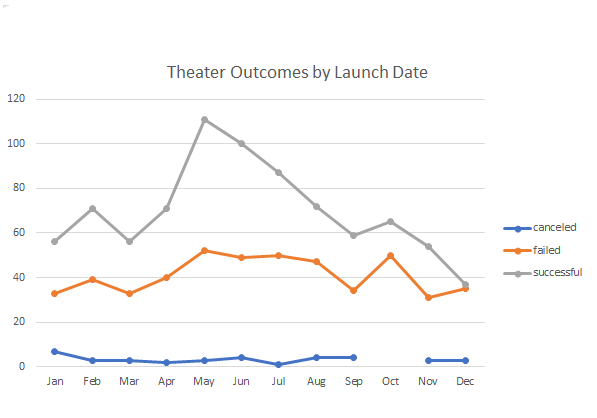 Theater Outcomes by Launch Date
120
100
80
60
40
20
0
Jan Feb Mar Apr May Jun Jul Aug Sep Oct Nov Dec
canceled
failed
successful